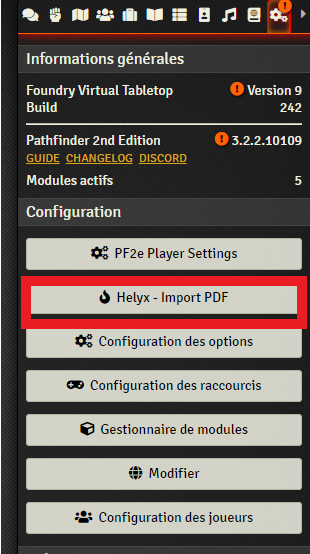 Informations générales
Foundry Virtual Tabletop ! Version 9
Build 242
Pathfinder 2nd Edition ! 3.2.2.10109
GUIDE CHANGELOG DISCORD
Modules actifs 5
Configuration
PF2e Player Settings
Helyx - Import PDF
Configuration des options
Configuration des raccourcis
Gestionnaire de modules
Modifier
Configuration des joueurs